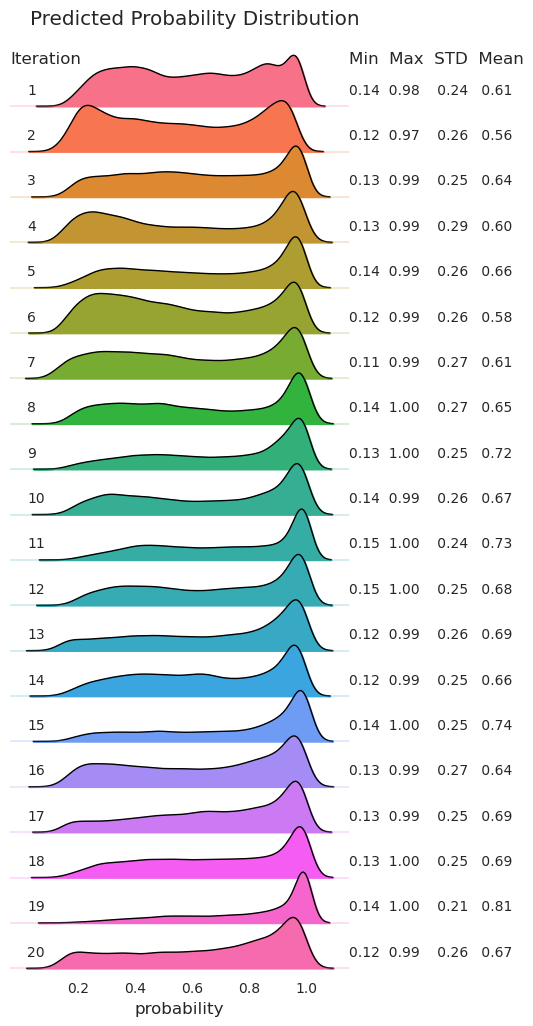 Predicted Probability Distribution
Iteration Min Max STD Mean
1 0.14 0.98 0.24 0.61
2 0.12 0.97 0.26 0.56
3 0.13 0.99 0.25 0.64
4 0.13 0.99 0.29 0.60
5 0.14 0.99 0.26 0.66
6 0.12 0.99 0.26 0.58
7 0.11 0.99 0.27 0.61
8 0.14 1.00 0.27 0.65
9 0.13 1.00 0.25 0.72
10 0.14 0.99 0.26 0.67
11 0.15 1.00 0.24 0.73
12 0.15 1.00 0.25 0.68
13 0.12 0.99 0.26 0.69
14 0.12 0.99 0.25 0.66
15 0.14 1.00 0.25 0.74
16 0.13 0.99 0.27 0.64
17 0.13 0.99 0.25 0.69
18 0.13 1.00 0.25 0.69
19 0.14 1.00 0.21 0.81
20 0.12 0.99 0.26 0.67
0.2 0.4 0.6 0.8 1.0
probability